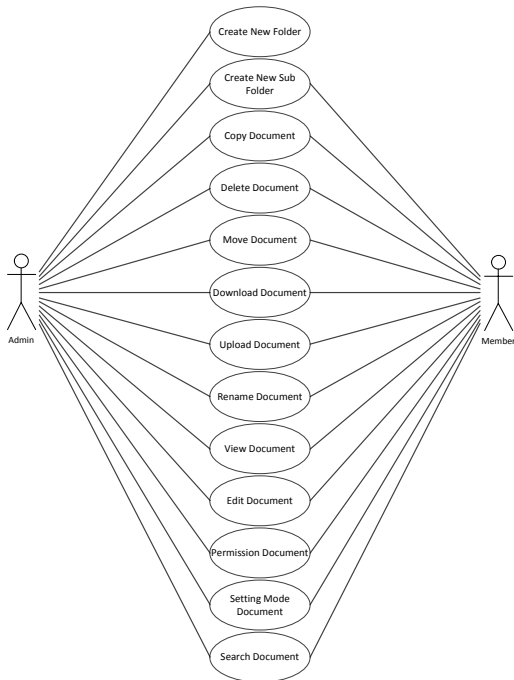 Create New Folder
Create New Sub
Folder
Copy Document
Delete Document
Move Document
Download Document
Upload Document
Rename Document
View Document
Edit Document
Permission Document
Setting Mode
Document
Search Document
Admin
Member